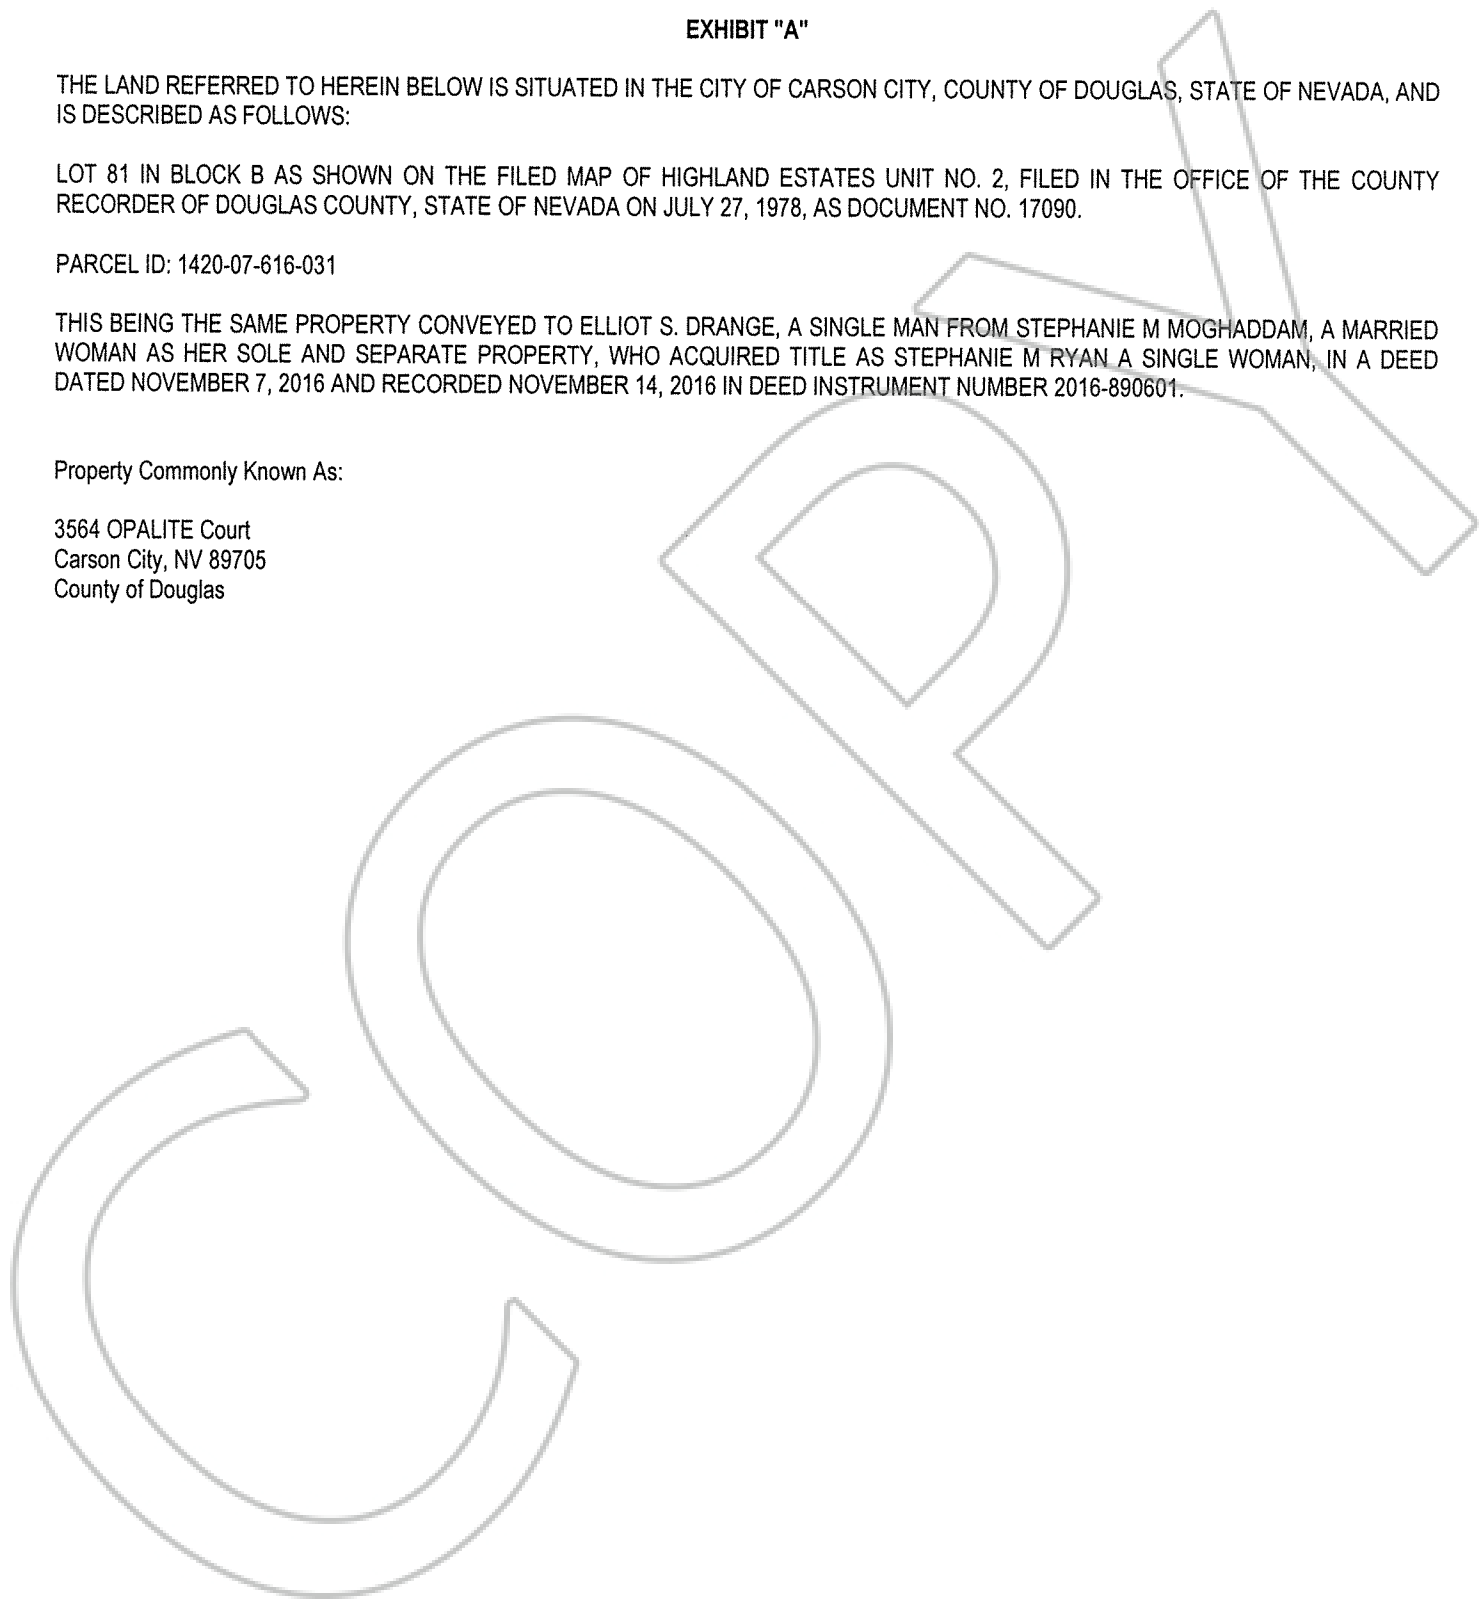 EXHIBIT "A"
THE LAND REFERRED TO HEREIN BELOW IS SITUATED IN THE CITY OF CARSON CITY, COUNTY OF DOUGLAS, STATE OF NEVADA, AND
IS DESCRIBED AS FOLLOWS:
LOT 81 IN BLOCK B AS SHOWN ON THE FILED MAP OF HIGHLAND ESTATES UNIT NO. 2, FILED IN THE OFFICE OF THE COUNTY
RECORDER OF DOUGLAS COUNTY, STATE OF NEVADA ON JULY 27, 1978, AS DOCUMENT NO. 17090.
PARCEL ID: 1420-07-616-031
THIS BEING THE SAME PROPERTY CONVEYED TO ELLIOT S. DRANGE, A SINGLE MAN FROM STEPHANIE M MOGHADDAM, A MARRIED
WOMAN AS HER SOLE AND SEPARATE PROPERTY, WHO ACQUIRED TITLE AS STEPHANIE M RYAN A SINGLE WOMAN, IN A DEED
DATED NOVEMBER 7, 2016 AND RECORDED NOVEMBER 14, 2016 IN DEED INSTRUMENT NUMBER 2016-890601.
Property Commonly Known As:
3564 OPALITE Court
Carson City, NV 89705
County of Douglas
COPY